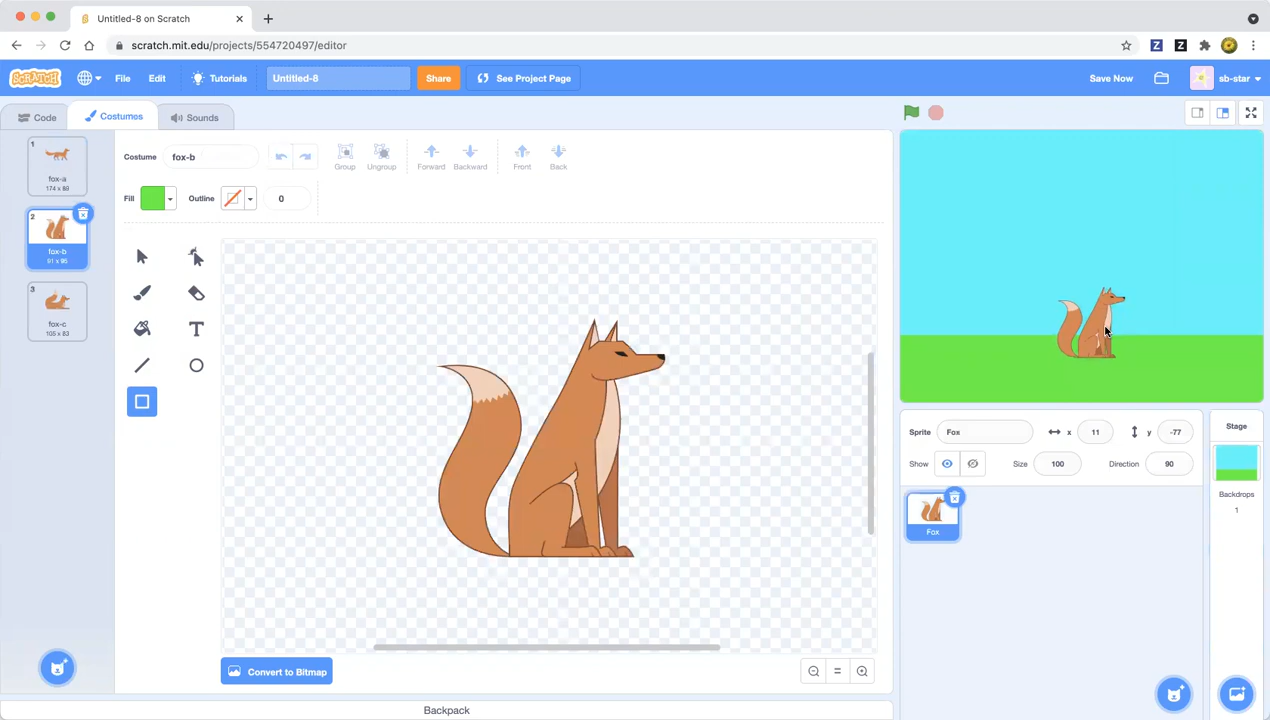 Untitled-8 on Scratch
scratch.mit.edu/projects/554720497/editor
SCRATCH
File
Edit
Tutorials
Untitled-8
Share
See Project Page
Save Now
sb-star
Code
Costumes
Sounds
1
fox-a
174 x 88
2
fox-b
81 x 95
3
fox-c
105 x 83
Costume
fox-b
Group
Ungroup
Forward
Backward
Front
Back
Fill
Outline
0
T
Convert to Bitmap
Backpack
Sprite
Fox
x
11
y
-77
Show
Size
100
Direction
90
Fox
Stage
Backdrops
1